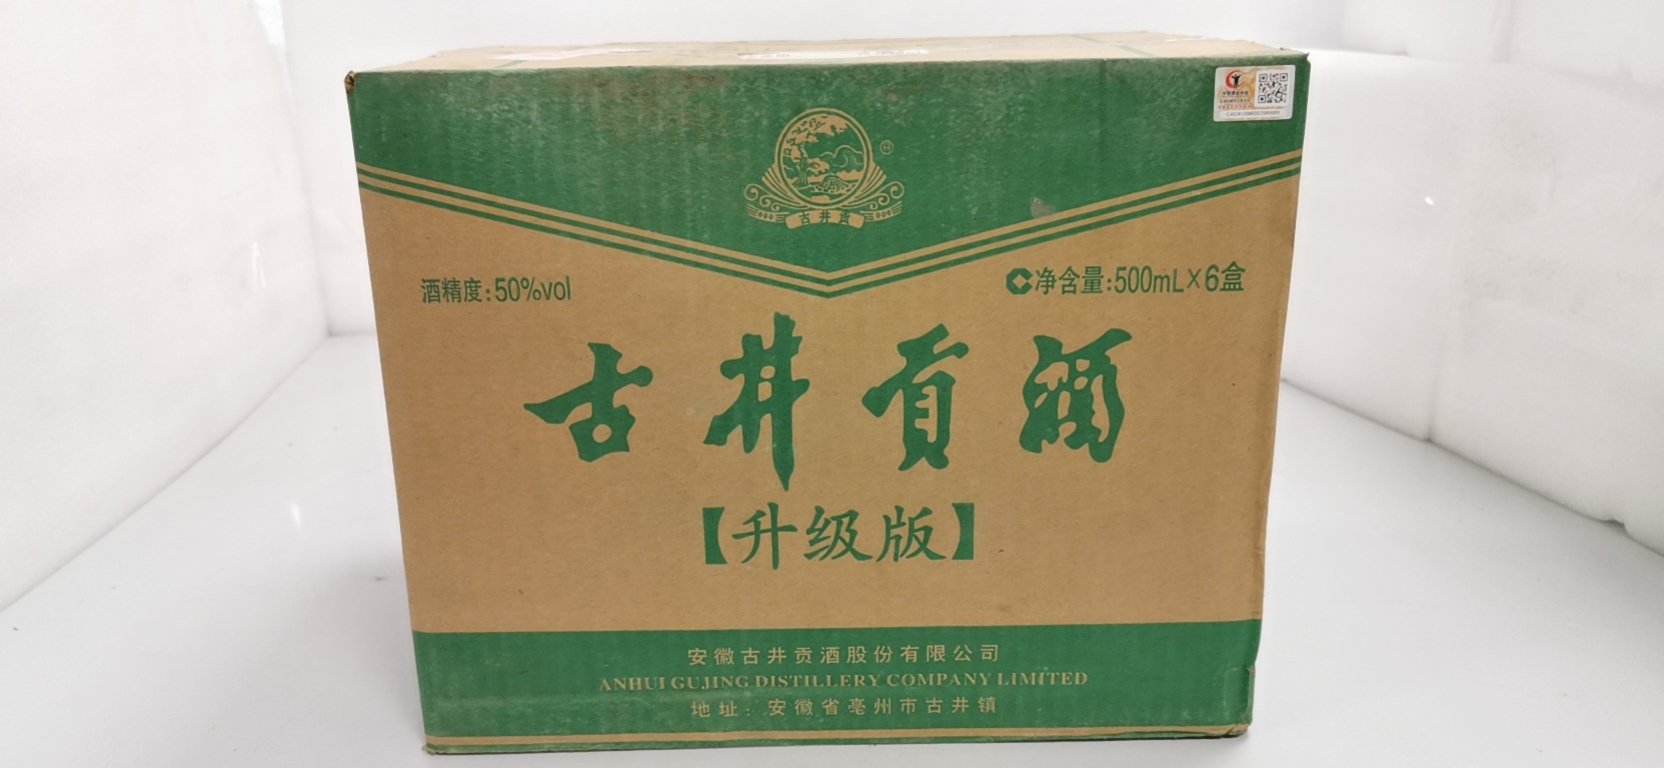 古井贡
酒精度:50%vol
净含量:500mL×6盒
古井贡酒
【升级版】
安徽古井贡酒股份有限公司
ANHUI GUJING DISTILLERY COMPANY LIMITED
地址:安徽省亳州市古井镇